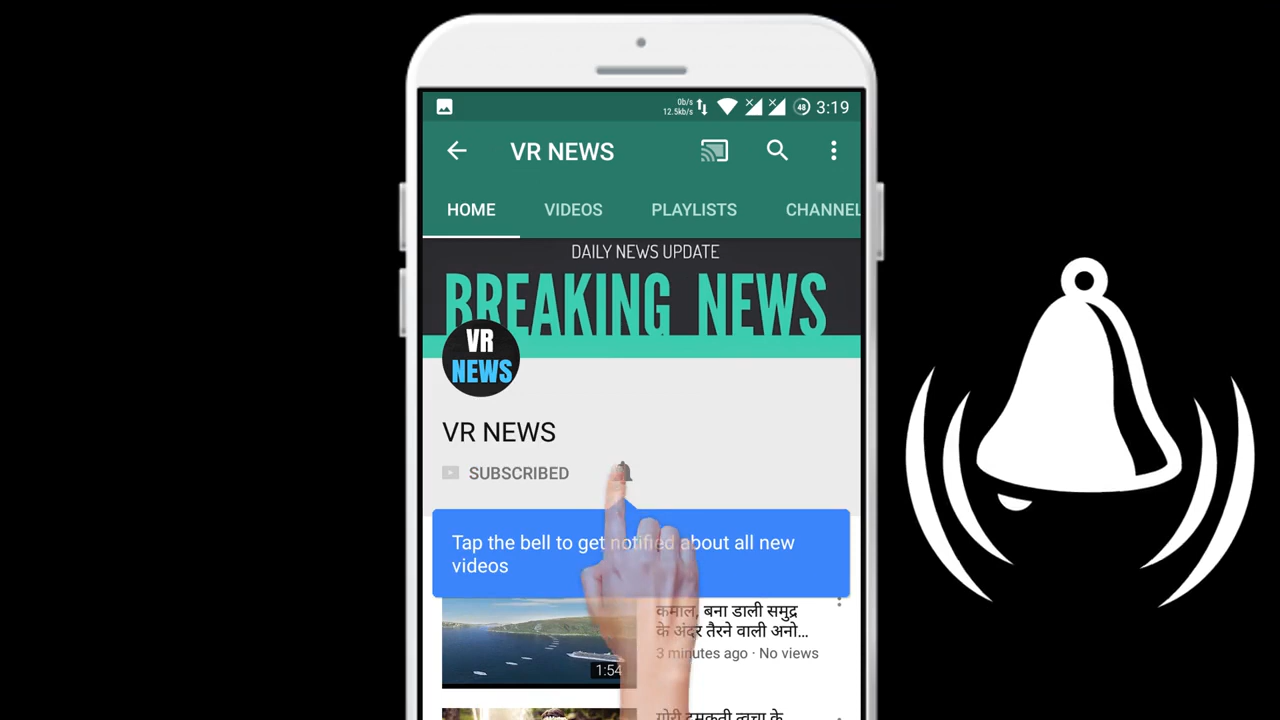 0b/s
12.5kb/s
48
3:19
VR NEWS
HOME VIDEOS PLAYLISTS CHANNEL
DAILY NEWS UPDATE
BREAKING NEWS
VR
NEWS
VR NEWS
SUBSCRIBED
Tap the bell to get notified about all new
videos
कमाल, बना डाली समुद्र
के अंदर तैरने वाली अनो...
3 minutes ago · No views
1:54
गोरी दमकती त्वचा के